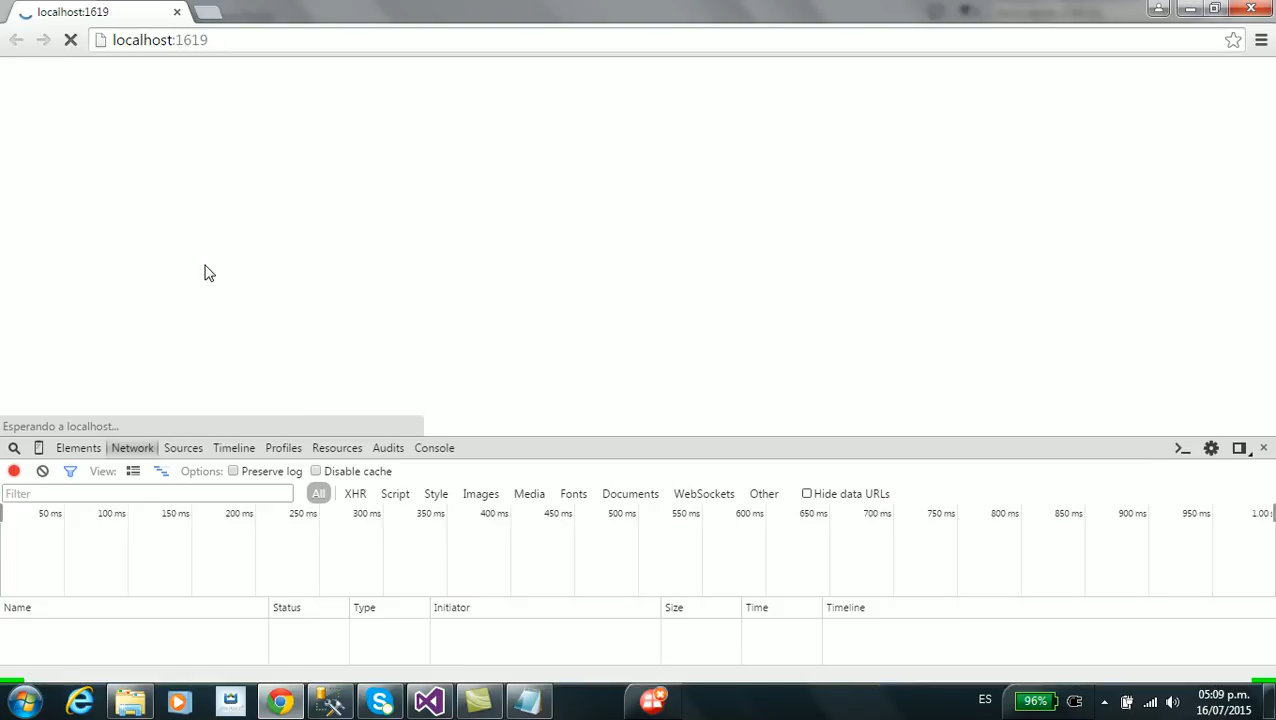 localhost:1619
localhost:1619
Esperando a localhost...
Elements Network Sources Timeline Profiles Resources Audits Console
View: Options: Preserve log Disable cache
Filter All XHR Script Style Images Media Fonts Documents WebSockets Other Hide data URLs
50 ms 100 ms 150 ms 200 ms 250 ms 300 ms 350 ms 400 ms 450 ms 500 ms 550 ms 600 ms 650 ms 700 ms 750 ms 800 ms 850 ms 900 ms 950 ms 1.00
Name Status Type Initiator Size Time Timeline
ES 96% 05:09 p.m.
16/07/2015